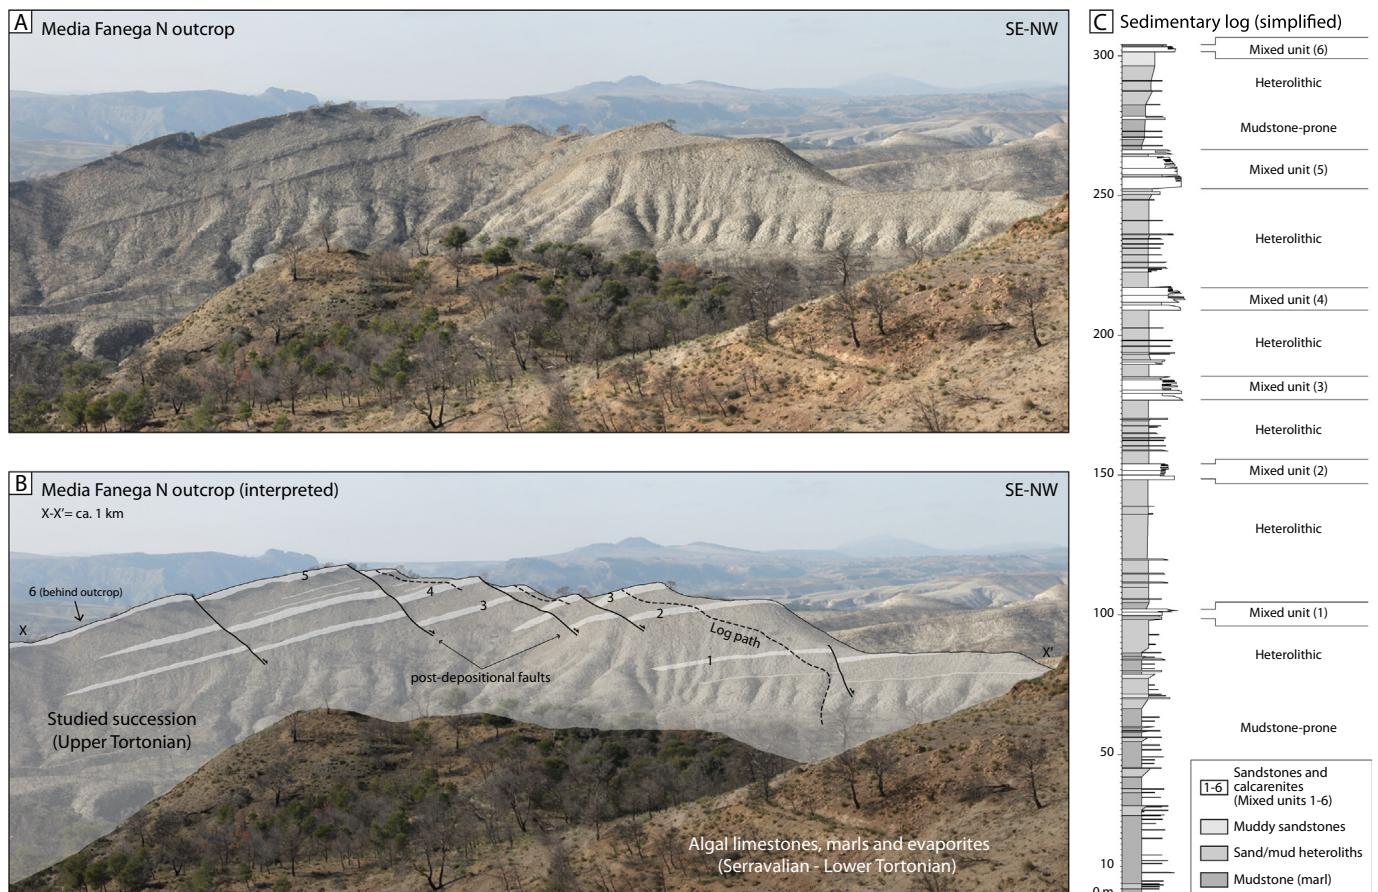 A Media Fanega N outcrop
SE-NW
B Media Fanega N outcrop (interpreted)
SE-NW
X-X′= ca. 1 km
6 (behind outcrop)
X
5
4
3
3
2
1
Log path
X′
post-depositional faults
Studied succession
(Upper Tortonian)
Algal limestones, marls and evaporites
(Serravalian - Lower Tortonian)
C Sedimentary log (simplified)
300
Mixed unit (6)
Heterolithic
Mudstone-prone
Mixed unit (5)
250
Heterolithic
Mixed unit (4)
200
Heterolithic
Mixed unit (3)
Heterolithic
150
Mixed unit (2)
Heterolithic
100
Mixed unit (1)
Heterolithic
Mudstone-prone
50
10
0 m
1-6
Sandstones and
calcarenites
(Mixed units 1-6)
Muddy sandstones
Sand/mud heteroliths
Mudstone (marl)